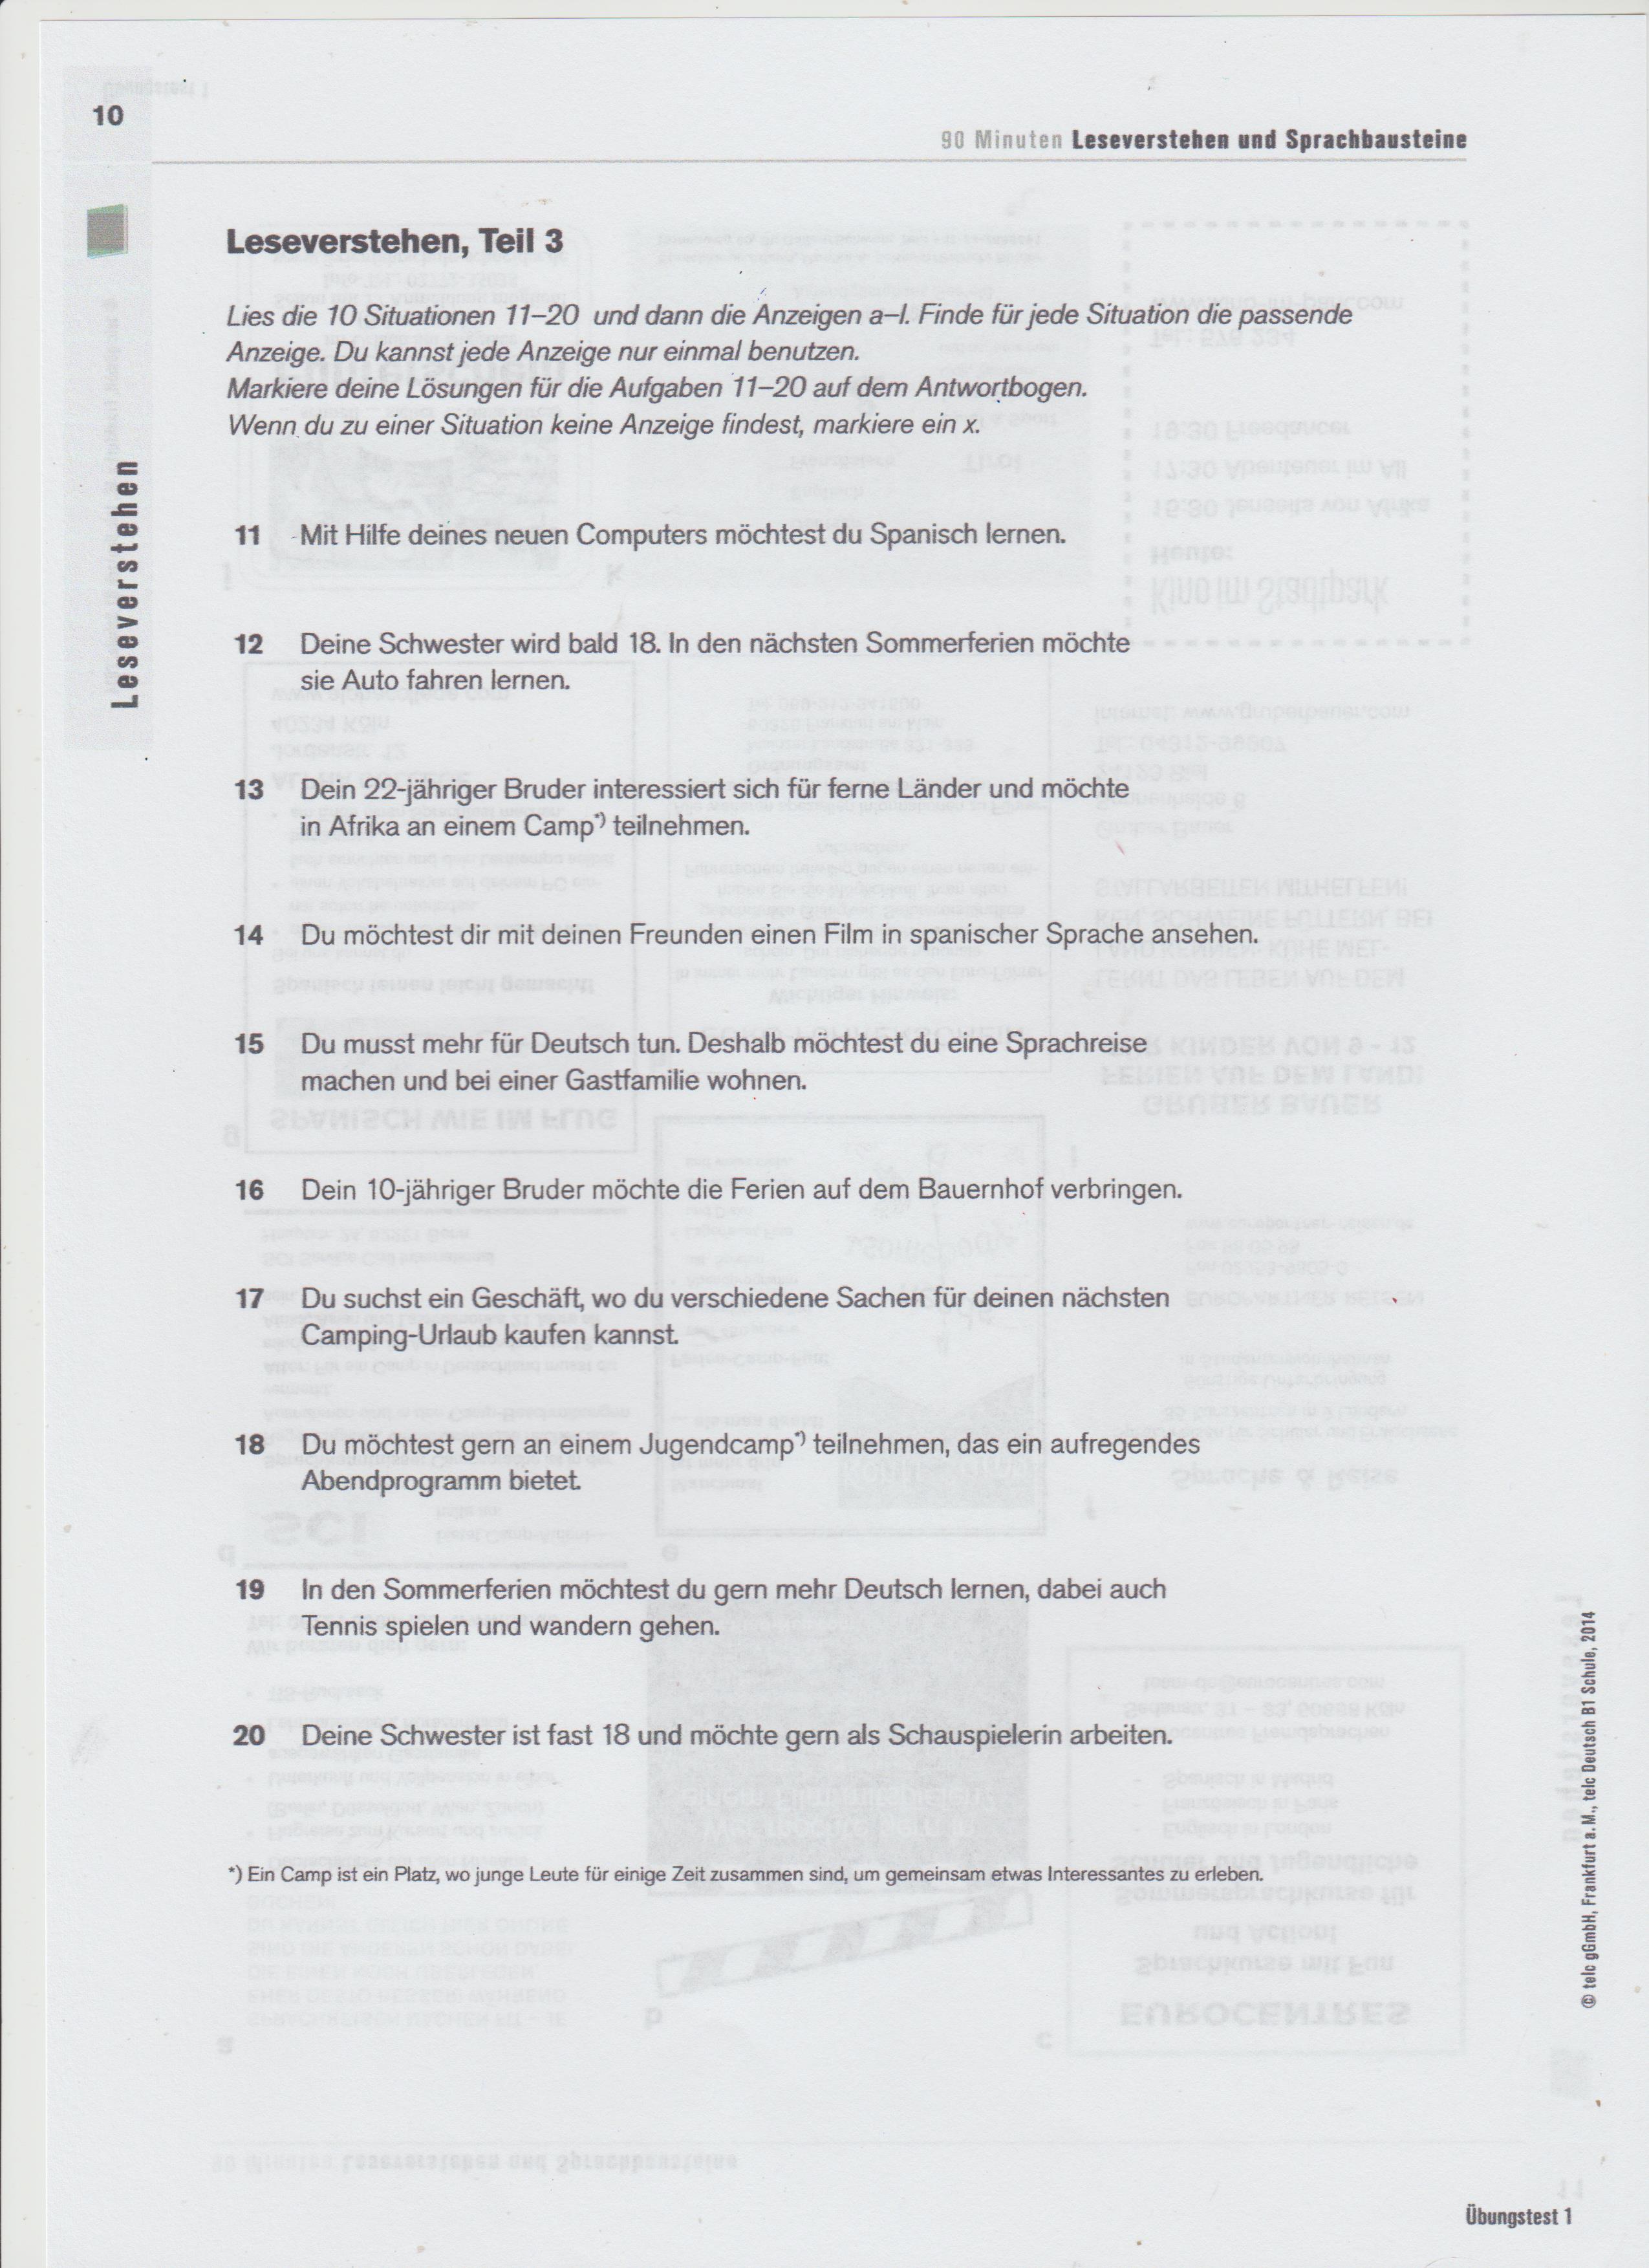 10
90 Minuten Leseverstehen und Sprachbausteine
Leseverstehen
Leseverstehen, Teil 3
Lies die 10 Situationen 11–20 und dann die Anzeigen a–l. Finde für jede Situation die passende
Anzeige. Du kannst jede Anzeige nur einmal benutzen.
Markiere deine Lösungen für die Aufgaben 11–20 auf dem Antwortbogen.
Wenn du zu einer Situation keine Anzeige findest, markiere ein x.
11 Mit Hilfe deines neuen Computers möchtest du Spanisch lernen.
12 Deine Schwester wird bald 18. In den nächsten Sommerferien möchte
sie Auto fahren lernen.
13 Dein 22-jähriger Bruder interessiert sich für ferne Länder und möchte
in Afrika an einem Camp*) teilnehmen.
14 Du möchtest dir mit deinen Freunden einen Film in spanischer Sprache ansehen.
15 Du musst mehr für Deutsch tun. Deshalb möchtest du eine Sprachreise
machen und bei einer Gastfamilie wohnen.
16 Dein 10-jähriger Bruder möchte die Ferien auf dem Bauernhof verbringen.
17 Du suchst ein Geschäft, wo du verschiedene Sachen für deinen nächsten
Camping-Urlaub kaufen kannst.
18 Du möchtest gern an einem Jugendcamp*) teilnehmen, das ein aufregendes
Abendprogramm bietet.
19 In den Sommerferien möchtest du gern mehr Deutsch lernen, dabei auch
Tennis spielen und wandern gehen.
20 Deine Schwester ist fast 18 und möchte gern als Schauspielerin arbeiten.
*) Ein Camp ist ein Platz, wo junge Leute für einige Zeit zusammen sind, um gemeinsam etwas Interessantes zu erleben.
© telc gGmbH, Frankfurt a. M., telc Deutsch B1 Schule, 2014
Übungstest 1